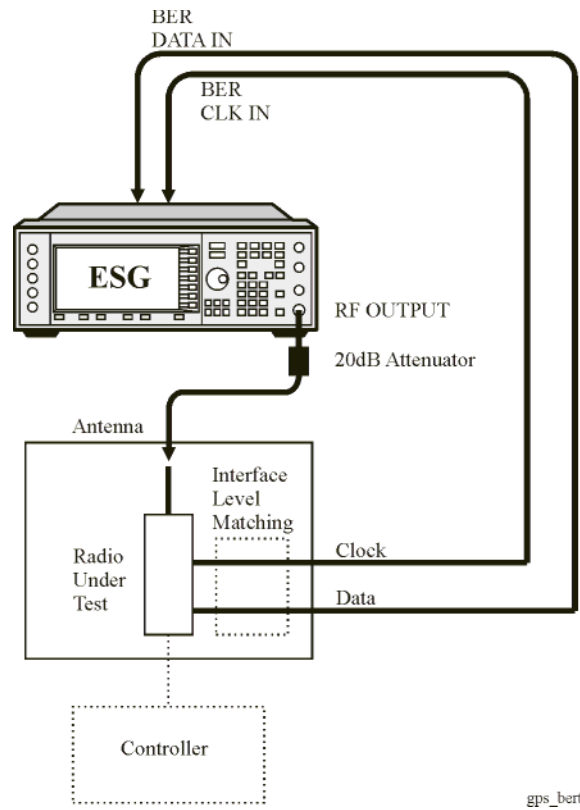 BER
DATA IN
BER
CLK IN
ESG
RF OUTPUT
20dB Attenuator
Antenna
Interface
Level
Matching
Radio
Under
Test
Clock
Data
Controller
gps_bert